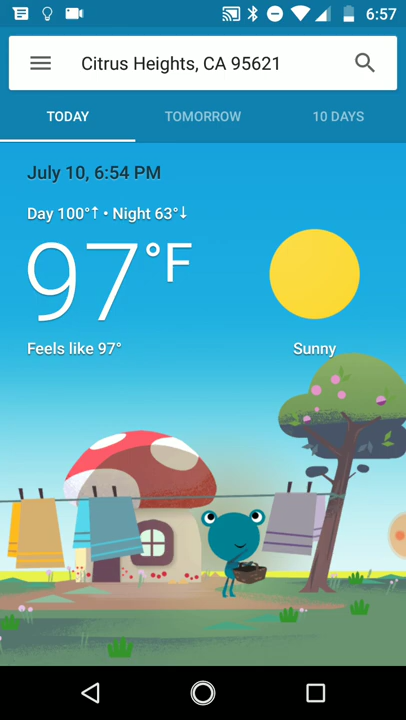 6:57
Citrus Heights, CA 95621
TODAY TOMORROW 10 DAYS
July 10, 6:54 PM
Day 100°↑ • Night 63°↓
97°F
Feels like 97°
Sunny